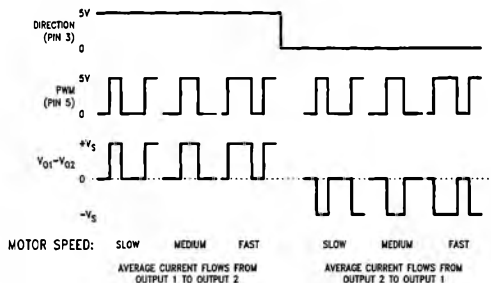 DIRECTION
(PIN 3)
5V
0
PWM
(PIN 5)
5V
0
V01-V02
+VS
0
-VS
MOTOR SPEED: SLOW MEDIUM FAST SLOW MEDIUM FAST
AVERAGE CURRENT FLOWS FROM
OUTPUT 1 TO OUTPUT 2
AVERAGE CURRENT FLOWS FROM
OUTPUT 2 TO OUTPUT 1